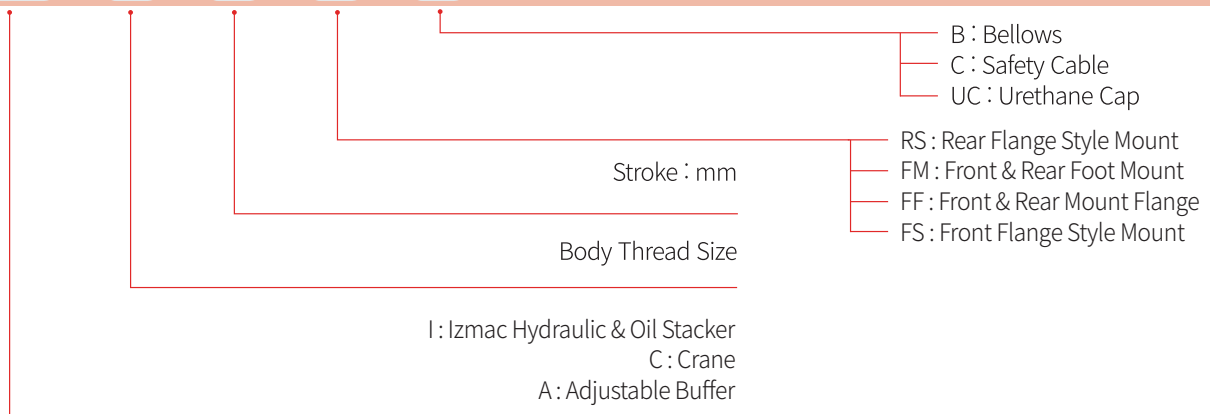 B : Bellows
C : Safety Cable
UC : Urethane Cap
RS : Rear Flange Style Mount
FM : Front & Rear Foot Mount
FF : Front & Rear Mount Flange
FS : Front Flange Style Mount
Stroke : mm
Body Thread Size
I : Izmac Hydraulic & Oil Stacker
C : Crane
A : Adjustable Buffer